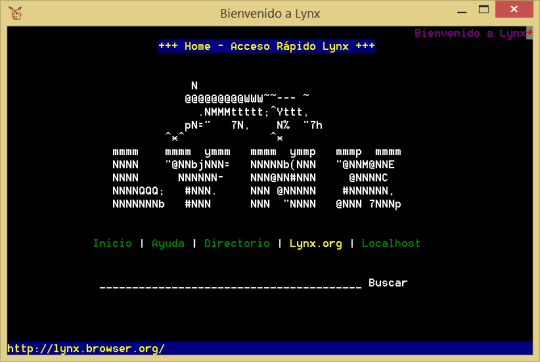 Bienvenido a Lynx
Bienvenido a Lynx
+++ Home - Acceso Rápido Lynx +++
N
@@@@@@@@@WWW~~--- ~
.NMMMttttt;^Yttt,
pN=" 7N, N% "7h
^*^ ^*
mmmm mmmm ymmm mmmm ymmp mmmp mmmm
NNNN "@NNbjNNN= NNNNNb(NNN "@NNM@NNE
NNNN NNNNNN- NNN@NN#NNN @NNNNC
NNNNQQQ; #NNN. NNN @NNNNN #NNNNNN,
NNNNNNNb #NNN NNN "NNNN @NNN 7NNNp
Inicio | Ayuda | Directorio | Lynx.org | Localhost
________________________________________ Buscar
http://lynx.browser.org/